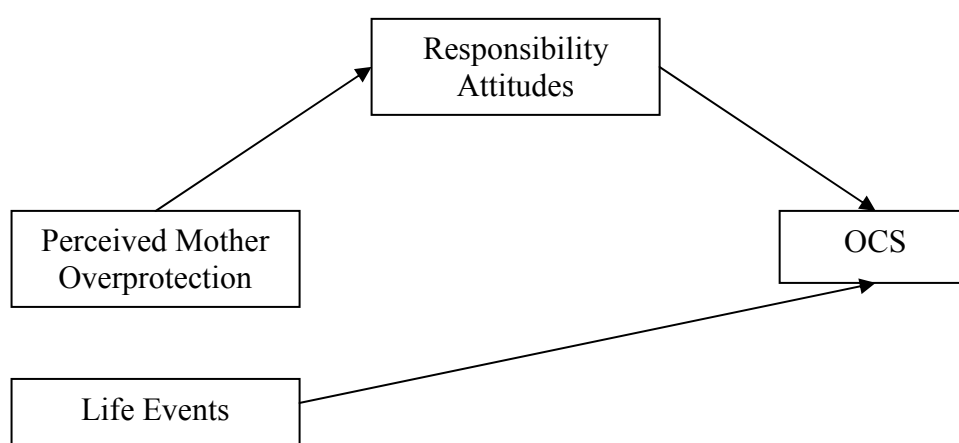 Responsibility
Attitudes
Perceived Mother
Overprotection
OCS
Life Events